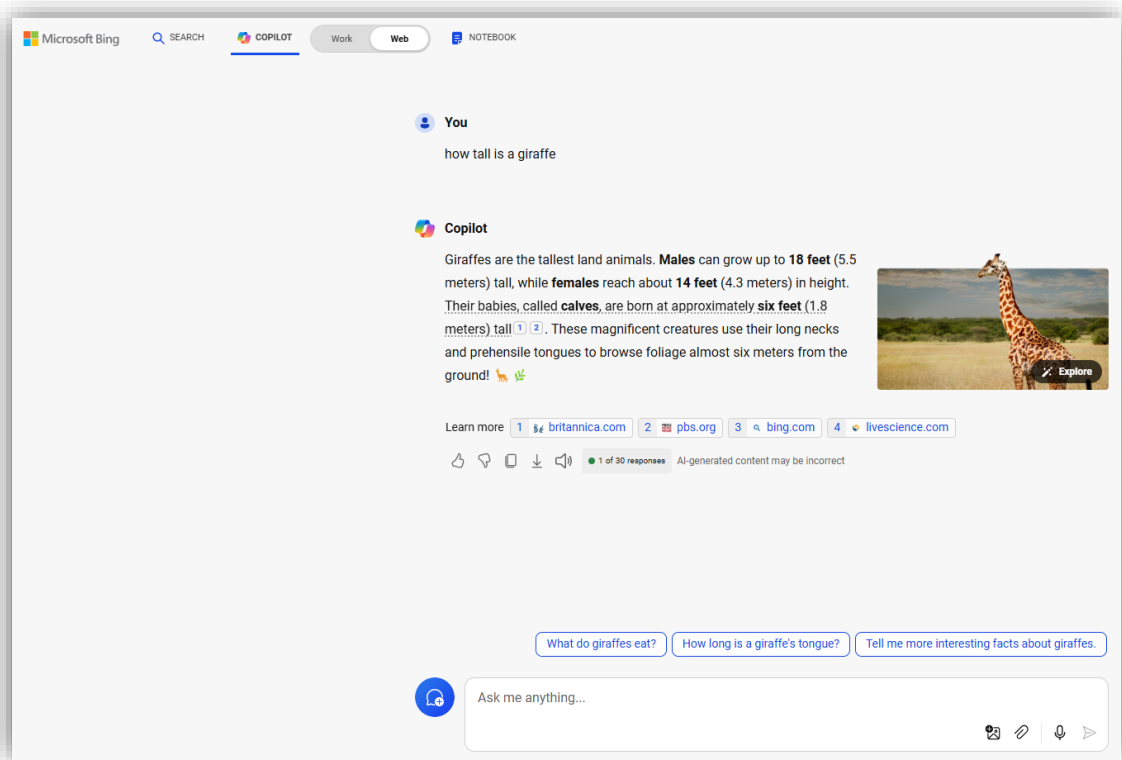 Microsoft Bing
SEARCH
COPILOT
Work
Web
NOTEBOOK
You
how tall is a giraffe
Copilot
Giraffes are the tallest land animals. Males can grow up to 18 feet (5.5
meters) tall, while females reach about 14 feet (4.3 meters) in height.
Their babies, called calves, are born at approximately six feet (1.8
meters) tall 1 2 . These magnificent creatures use their long necks
and prehensile tongues to browse foliage almost six meters from the
ground! 🦒 🌿
Explore
Learn more 1 britannica.com 2 pbs.org 3 bing.com 4 livescience.com
1 of 30 responses AI-generated content may be incorrect
What do giraffes eat? How long is a giraffe's tongue? Tell me more interesting facts about giraffes.
Ask me anything...